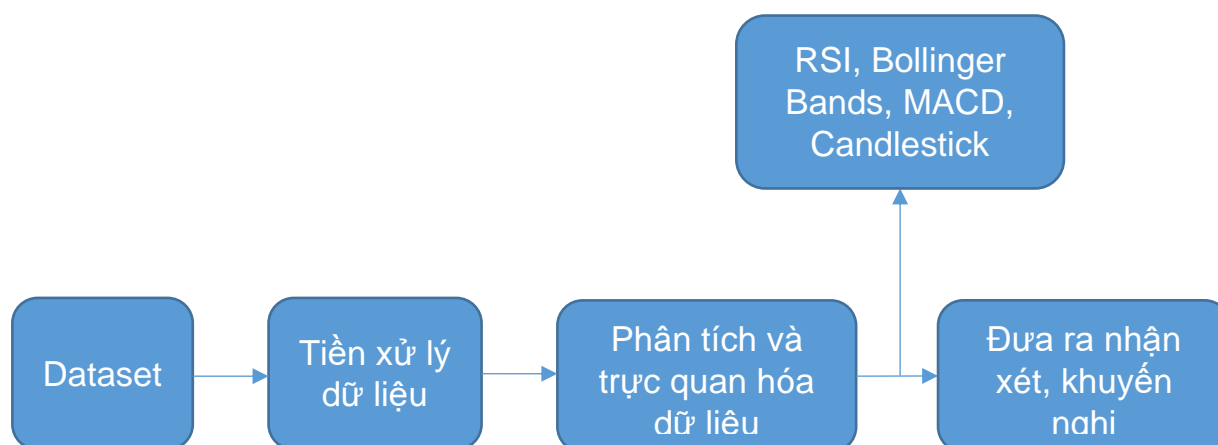 RSI, Bollinger
Bands, MACD,
Candlestick
Dataset
Tiền xử lý
dữ liệu
Phân tích và
trực quan hóa
dữ liệu
Đưa ra nhận
xét, khuyến
nghị